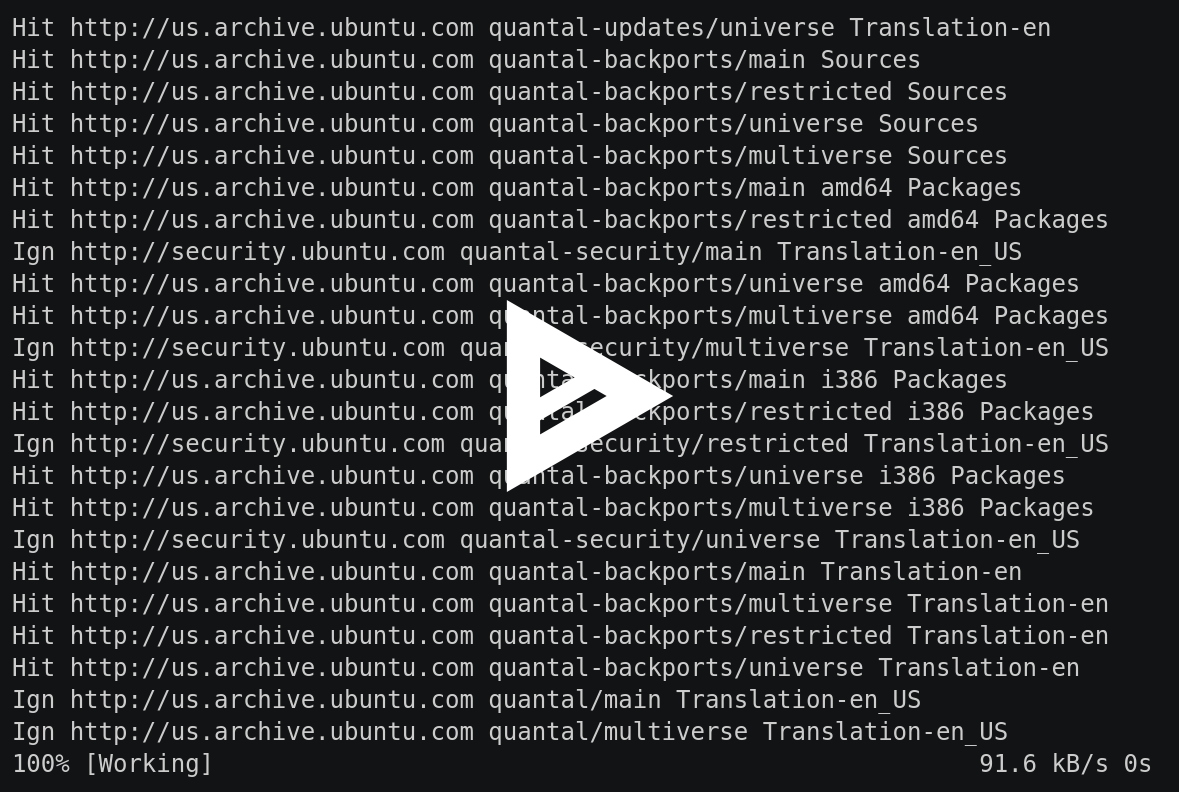 Hit http://us.archive.ubuntu.com quantal-updates/universe Translation-en
Hit http://us.archive.ubuntu.com quantal-backports/main Sources
Hit http://us.archive.ubuntu.com quantal-backports/restricted Sources
Hit http://us.archive.ubuntu.com quantal-backports/universe Sources
Hit http://us.archive.ubuntu.com quantal-backports/multiverse Sources
Hit http://us.archive.ubuntu.com quantal-backports/main amd64 Packages
Hit http://us.archive.ubuntu.com quantal-backports/restricted amd64 Packages
Ign http://security.ubuntu.com quantal-security/main Translation-en_US
Hit http://us.archive.ubuntu.com quantal-backports/universe amd64 Packages
Hit http://us.archive.ubuntu.com quantal-backports/multiverse amd64 Packages
Ign http://security.ubuntu.com quantal-security/multiverse Translation-en_US
Hit http://us.archive.ubuntu.com quantal-backports/main i386 Packages
Hit http://us.archive.ubuntu.com quantal-backports/restricted i386 Packages
Ign http://security.ubuntu.com quantal-security/restricted Translation-en_US
Hit http://us.archive.ubuntu.com quantal-backports/universe i386 Packages
Hit http://us.archive.ubuntu.com quantal-backports/multiverse i386 Packages
Ign http://security.ubuntu.com quantal-security/universe Translation-en_US
Hit http://us.archive.ubuntu.com quantal-backports/main Translation-en
Hit http://us.archive.ubuntu.com quantal-backports/multiverse Translation-en
Hit http://us.archive.ubuntu.com quantal-backports/restricted Translation-en
Hit http://us.archive.ubuntu.com quantal-backports/universe Translation-en
Ign http://us.archive.ubuntu.com quantal/main Translation-en_US
Ign http://us.archive.ubuntu.com quantal/multiverse Translation-en_US
100% [Working] 91.6 kB/s 0s